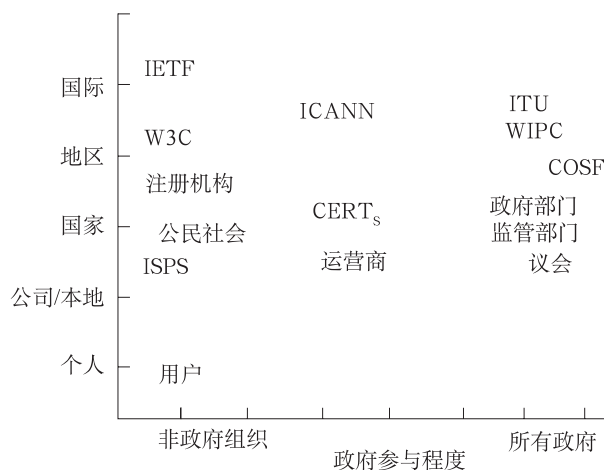 IETF
国际
ICANN
ITU
WIPC
W3C
地区
COSF
注册机构
政府部门
CERTs
国家
公民社会
监管部门
ISPS
运营商
议会
公司/本地
个人
用户
非政府组织
所有政府
政府参与程度